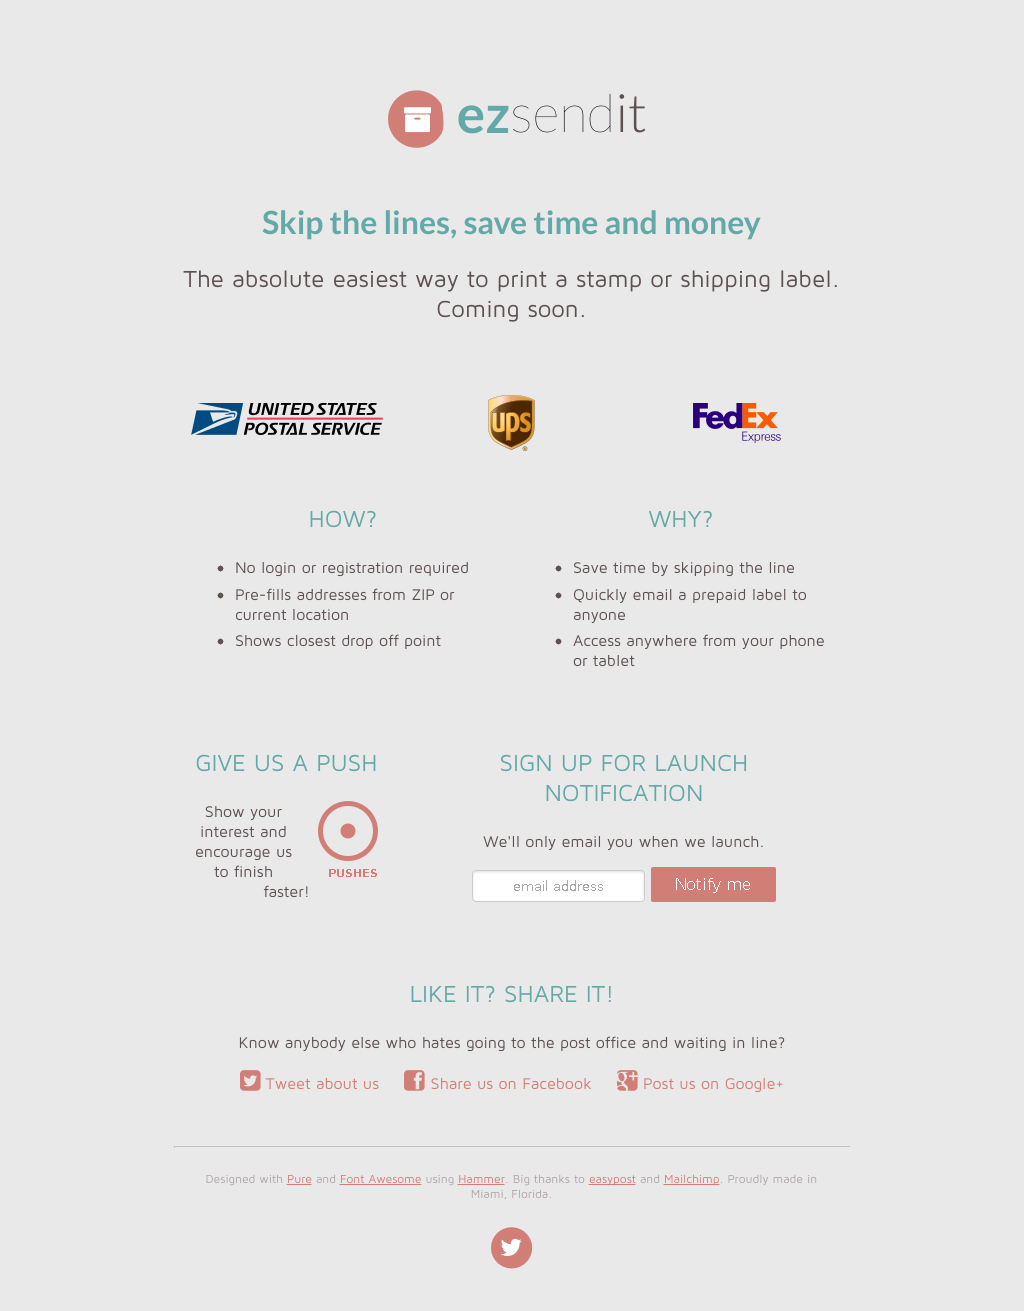 ezsendit
Skip the lines, save time and money
The absolute easiest way to print a stamp or shipping label.
Coming soon.
UNITED STATES
POSTAL SERVICE
ups
FedEx
Express
HOW?
No login or registration required
Pre-fills addresses from ZIP or
current location
Shows closest drop off point
WHY?
Save time by skipping the line
Quickly email a prepaid label to
anyone
Access anywhere from your phone
or tablet
GIVE US A PUSH
Show your
interest and
encourage us
to finish
faster!
PUSHES
SIGN UP FOR LAUNCH
NOTIFICATION
We'll only email you when we launch.
email address
Notify me
LIKE IT? SHARE IT!
Know anybody else who hates going to the post office and waiting in line?
Tweet about us
Share us on Facebook
Post us on Google+
Designed with Pure and Font Awesome using Hammer. Big thanks to easypost and Mailchimp. Proudly made in
Miami, Florida.